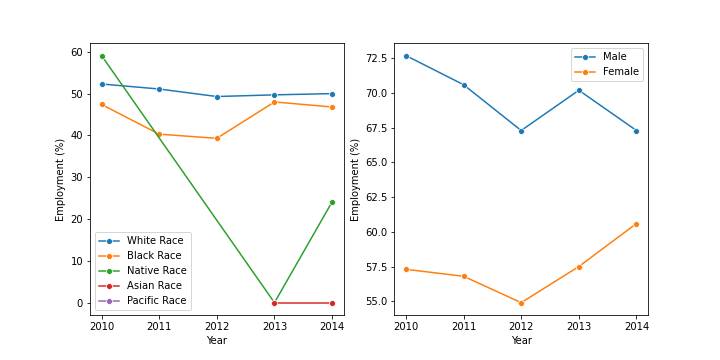 60
50
40
30
20
10
0
Employment (%)
White Race
Black Race
Native Race
Asian Race
Pacific Race
2010 2011 2012 2013 2014
Year
72.5
70.0
67.5
65.0
62.5
60.0
57.5
55.0
Employment (%)
Male
Female
2010 2011 2012 2013 2014
Year